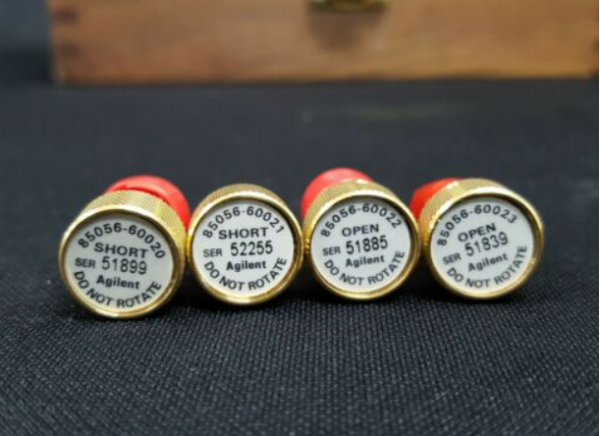 85056-60020
SHORT
SER 51899
Agilent
DO NOT ROTATE
85056-60021
SHORT
SER 52255
Agilent
DO NOT ROTATE
85056-60022
OPEN
SER 51885
Agilent
DO NOT ROTATE
85056-60023
OPEN
SER 51839
Agilent
DO NOT ROTATE